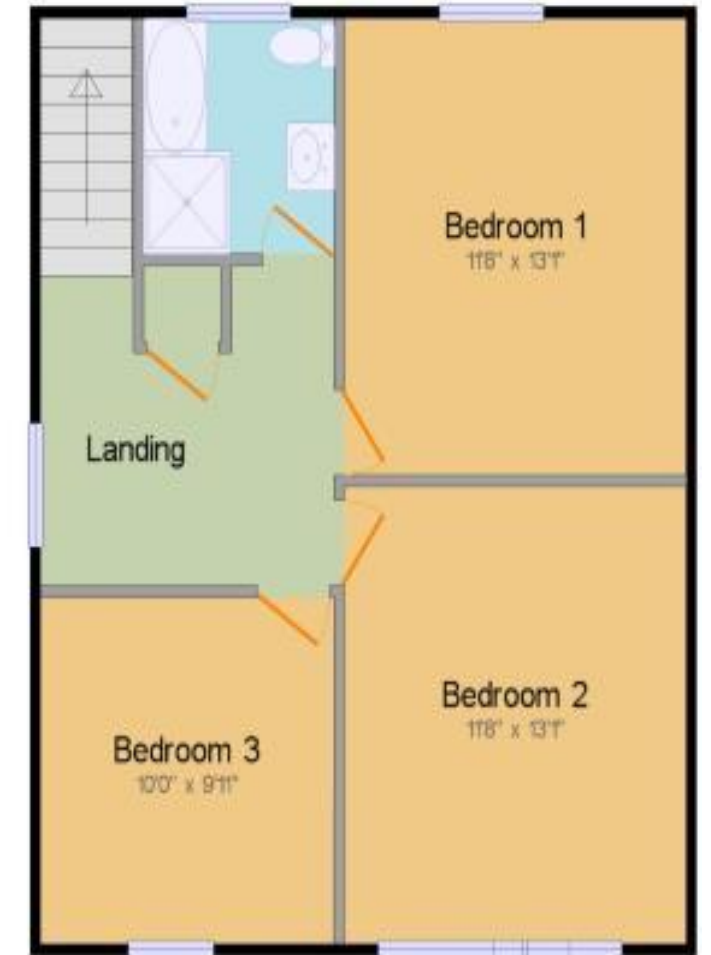 Bedroom 1
11'8" x 13'1"
Landing
Bedroom 2
11'8" x 13'1"
Bedroom 3
10'0" x 9'11"